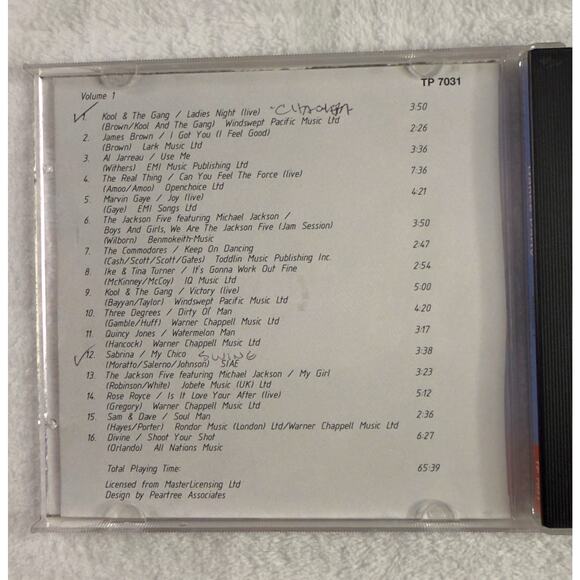 TP 7031
Volume 1
✓ 1. Kool & The Gang / Ladies Night (live) 3:50
(Brown/Kool And The Gang) Windswept Pacific Music Ltd
2. James Brown / I Got You (I Feel Good) 2:26
(Brown) Lark Music Ltd
3. Al Jarreau / Use Me 3:36
(Withers) EMI Music Publishing Ltd
4. The Real Thing / Can You Feel The Force (live) 7:36
(Amoo/Amoo) Openchoice Ltd
5. Marvin Gaye / Joy (live) 4:21
(Gaye) EMI Songs Ltd
6. The Jackson Five featuring Michael Jackson /
Boys And Girls, We Are The Jackson Five (Jam Session) 3:50
(Wilborn) Benmokeith-Music
7. The Commodores / Keep On Dancing 2:47
(Cash/Scott/Scott/Gates) Toddlin Music Publishing Inc.
8. Ike & Tina Turner / It's Gonna Work Out Fine 2:54
(McKinney/McCoy) IQ Music Ltd
9. Kool & The Gang / Victory (live) 5:00
(Bayyan/Taylor) Windswept Pacific Music Ltd
10. Three Degrees / Dirty Ol' Man 4:20
(Gamble/Huff) Warner Chappell Music Ltd
11. Quincy Jones / Watermelon Man 3:17
(Hancock) Warner Chappell Music Ltd
✓ 12. Sabrina / My Chico SWING 3:38
(Moratto/Salerno/Johnson) SIAE
13. The Jackson Five featuring Michael Jackson / My Girl 3:23
(Robinson/White) Jobete Music (UK) Ltd
14. Rose Royce / Is It Love Your After (live) 5:12
(Gregory) Warner Chappell Music Ltd
15. Sam & Dave / Soul Man 2:36
(Hayes/Porter) Rondor Music (London) Ltd/Warner Chappell Music Ltd
16. Divine / Shoot Your Shot 6:27
(Orlando) All Nations Music
Total Playing Time: 65:39
Licensed from MasterLicensing Ltd
Design by Peartree Associates